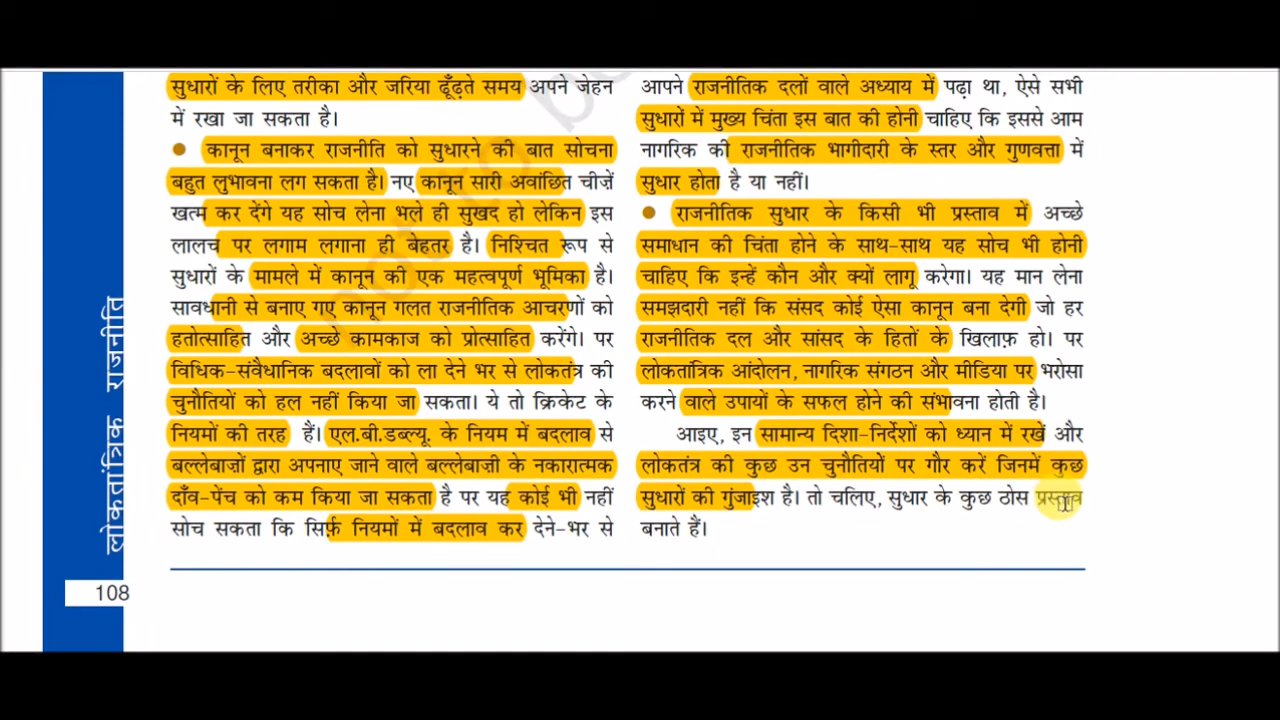 सुधारों के लिए तरीका और जरिया ढूँढ़ते समय अपने जेहन
में रखा जा सकता है।
● कानून बनाकर राजनीति को सुधारने की बात सोचना
बहुत लुभावना लग सकता है। नए कानून सारी अवांछित चीज़ें
खत्म कर देंगे यह सोच लेना भले ही सुखद हो लेकिन इस
लालच पर लगाम लगाना ही बेहतर है। निश्चित रूप से
सुधारों के मामले में कानून की एक महत्वपूर्ण भूमिका है।
सावधानी से बनाए गए कानून गलत राजनीतिक आचरणों को
हतोत्साहित और अच्छे कामकाज को प्रोत्साहित करेंगे। पर
विधिक-संवैधानिक बदलावों को ला देने भर से लोकतंत्र की
चुनौतियों को हल नहीं किया जा सकता। ये तो क्रिकेट के
नियमों की तरह हैं। एल.बी.डब्ल्यू. के नियम में बदलाव से
बल्लेबाजों द्वारा अपनाए जाने वाले बल्लेबाज़ी के नकारात्मक
दाँव-पेंच को कम किया जा सकता है पर यह कोई भी नहीं
सोच सकता कि सिर्फ़ नियमों में बदलाव कर देने-भर से
आपने राजनीतिक दलों वाले अध्याय में पढ़ा था, ऐसे सभी
सुधारों में मुख्य चिंता इस बात की होनी चाहिए कि इससे आम
नागरिक की राजनीतिक भागीदारी के स्तर और गुणवत्ता में
सुधार होता है या नहीं।
● राजनीतिक सुधार के किसी भी प्रस्ताव में अच्छे
समाधान की चिंता होने के साथ-साथ यह सोच भी होनी
चाहिए कि इन्हें कौन और क्यों लागू करेगा। यह मान लेना
समझदारी नहीं कि संसद कोई ऐसा कानून बना देगी जो हर
राजनीतिक दल और सांसद के हितों के खिलाफ़ हो। पर
लोकतांत्रिक आंदोलन, नागरिक संगठन और मीडिया पर भरोसा
करने वाले उपायों के सफल होने की संभावना होती है।
आइए, इन सामान्य दिशा-निर्देशों को ध्यान में रखें और
लोकतंत्र की कुछ उन चुनौतियों पर गौर करें जिनमें कुछ
सुधारों की गुंजाइश है। तो चलिए, सुधार के कुछ ठोस प्रस्ताव
बनाते हैं।
लोकतांत्रिक राजनीति
108